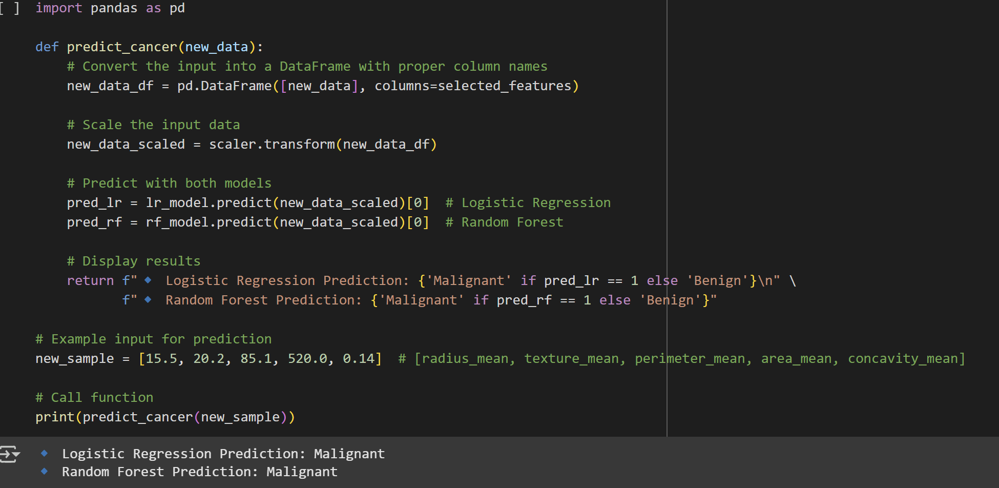 [ ] import pandas as pd
def predict_cancer(new_data):
# Convert the input into a DataFrame with proper column names
new_data_df = pd.DataFrame([new_data], columns=selected_features)
# Scale the input data
new_data_scaled = scaler.transform(new_data_df)
# Predict with both models
pred_lr = lr_model.predict(new_data_scaled)[0]  # Logistic Regression
pred_rf = rf_model.predict(new_data_scaled)[0]  # Random Forest
# Display results
return f"🔹 Logistic Regression Prediction: {'Malignant' if pred_lr == 1 else 'Benign'}\n" \
f"🔹 Random Forest Prediction: {'Malignant' if pred_rf == 1 else 'Benign'}"
# Example input for prediction
new_sample = [15.5, 20.2, 85.1, 520.0, 0.14]  # [radius_mean, texture_mean, perimeter_mean, area_mean, concavity_mean]
# Call function
print(predict_cancer(new_sample))
🔹 Logistic Regression Prediction: Malignant
🔹 Random Forest Prediction: Malignant